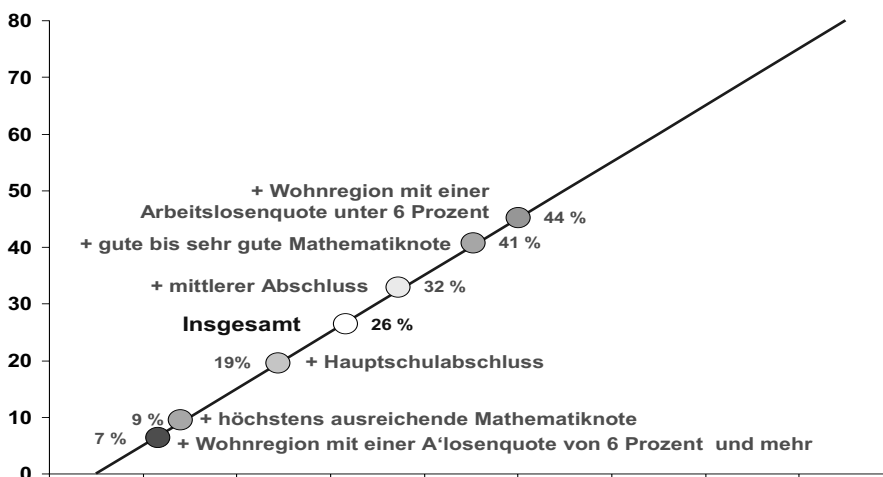 80
70
60
50
+ Wohnregion mit einer
Arbeitslosenquote unter 6 Prozent
44 %
40
+ gute bis sehr gute Mathematiknote
41 %
+ mittlerer Abschluss
32 %
30
Insgesamt
26 %
20
19%
+ Hauptschulabschluss
10
9 %
+ höchstens ausreichende Mathematiknote
7 %
+ Wohnregion mit einer A‘losenquote von 6 Prozent und mehr
0